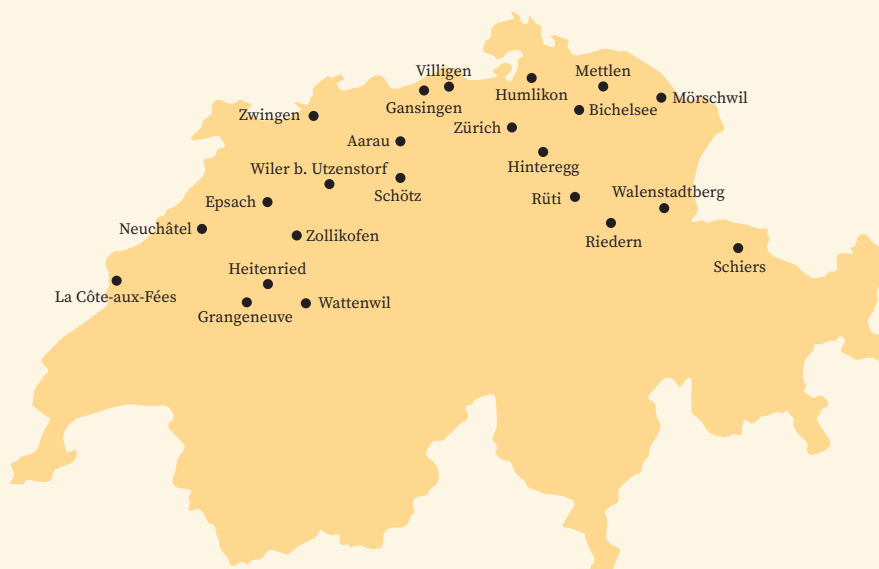 Villigen
Mettlen
Humlikon
Mörschwil
Gansingen
Bichelsee
Zwingen
Zürich
Aarau
Hinteregg
Wiler b. Utzenstorf
Walenstadtberg
Schötz
Rüti
Epsach
Neuchâtel
Zollikofen
Riedern
Heitenried
Schiers
La Côte-aux-Fées
Wattenwil
Grangeneuve